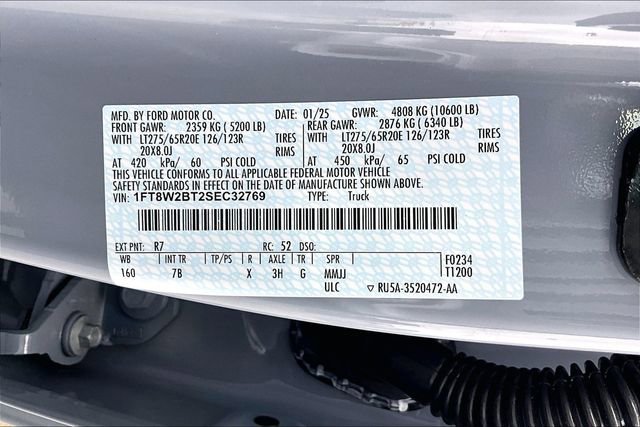 MFD. BY FORD MOTOR CO. DATE: 01/25 GVWR: 4808 KG (10600 LB)
FRONT GAWR: 2359 KG ( 5200 LB) REAR GAWR: 2876 KG ( 6340 LB)
WITH LT275/65R20E 126/123R TIRES WITH LT275/65R20E 126/123R TIRES
20X8.0J RIMS 20X8.0J RIMS
AT 420 kPa/ 60 PSI COLD AT 450 kPa/ 65 PSI COLD
THIS VEHICLE CONFORMS TO ALL APPLICABLE FEDERAL MOTOR VEHICLE
SAFETY STANDARDS IN EFFECT ON THE DATE OF MANUFACTURE SHOWN ABOVE.
VIN: 1FT8W2BT2SEC32769 TYPE: Truck
EXT PNT: R7 RC: 52 DSO:
WB INT TR TP/PS R AXLE TR SPR F0234
160 7B X 3H G MMJJ T1200
ULC ▽ RU5A-3520472-AA